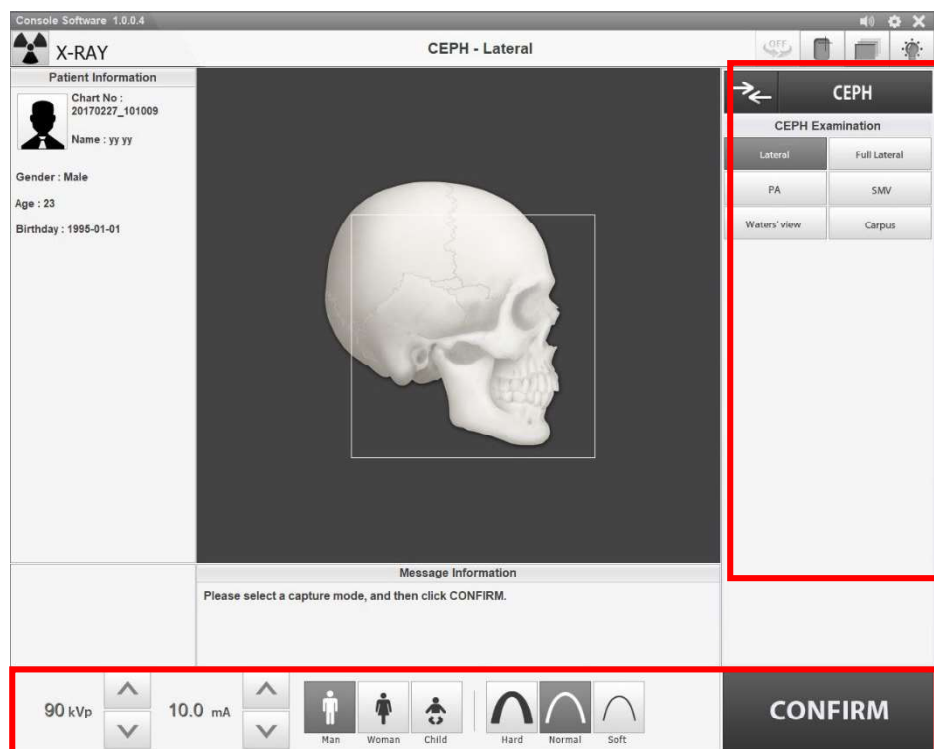 Console Software 1.0.0.4
X-RAY
CEPH - Lateral
OFF
Patient Information
Chart No :
20170227_101009
Name : yy yy
Gender : Male
Age : 23
Birthday : 1995-01-01
CEPH
CEPH Examination
Lateral Full Lateral
PA SMV
Waters' view Carpus
Message Information
Please select a capture mode, and then click CONFIRM.
90 kVp 10.0 mA
Man Woman Child Hard Normal Soft
CONFIRM